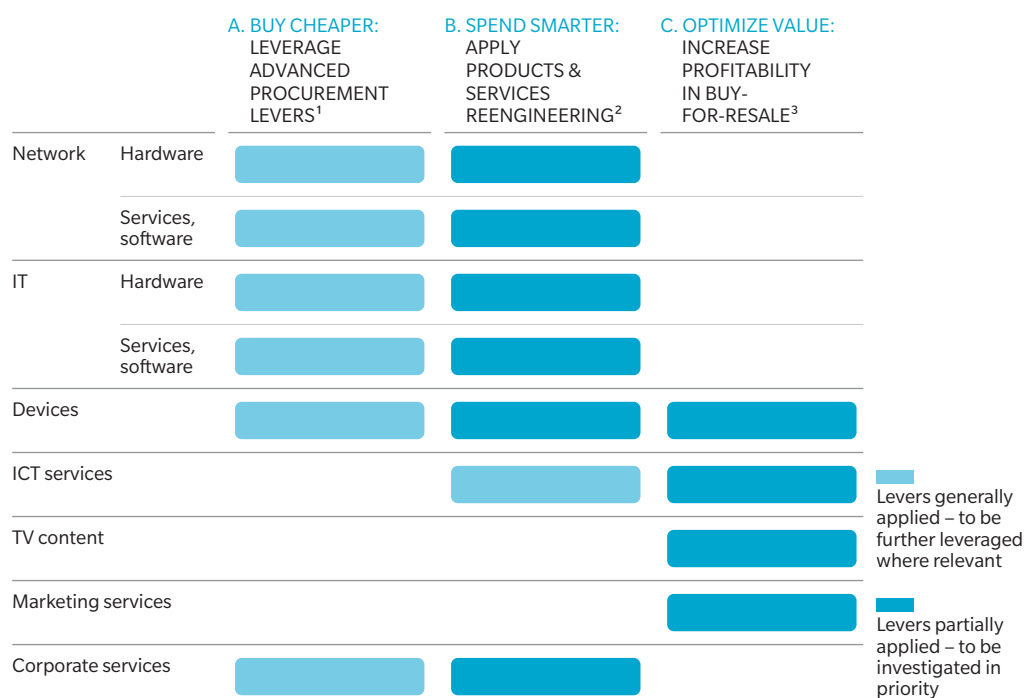 A. BUY CHEAPER:
LEVERAGE
ADVANCED
PROCUREMENT
LEVERS¹
B. SPEND SMARTER:
APPLY
PRODUCTS &
SERVICES
REENGINEERING²
C. OPTIMIZE VALUE:
INCREASE
PROFITABILITY
IN BUY-
FOR-RESALE³
Network
Hardware
Services,
software
IT
Hardware
Services,
software
Devices
ICT services
TV content
Marketing services
Corporate services
Levers generally
applied – to be
further leveraged
where relevant
Levers partially
applied – to be
investigated in
priority